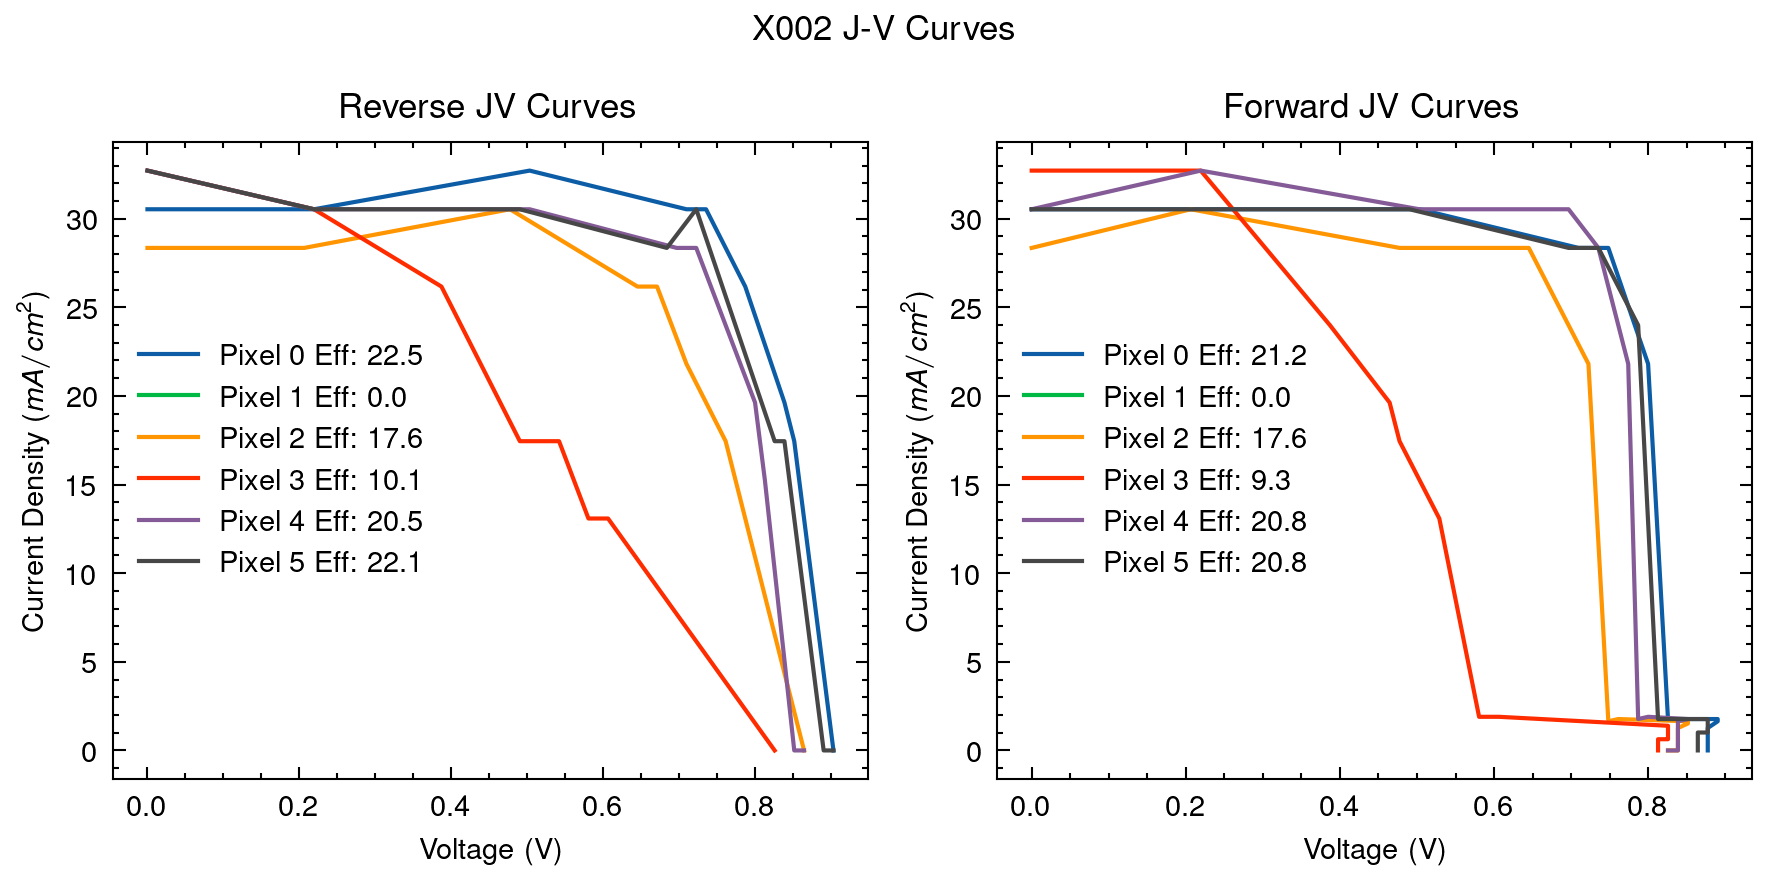 X002 J-V Curves
Reverse JV Curves
Current Density (mA/cm²)
30
25
20
15
10
5
0
Pixel 0 Eff: 22.5
Pixel 1 Eff: 0.0
Pixel 2 Eff: 17.6
Pixel 3 Eff: 10.1
Pixel 4 Eff: 20.5
Pixel 5 Eff: 22.1
0.0 0.2 0.4 0.6 0.8
Voltage (V)
Forward JV Curves
Current Density (mA/cm²)
30
25
20
15
10
5
0
Pixel 0 Eff: 21.2
Pixel 1 Eff: 0.0
Pixel 2 Eff: 17.6
Pixel 3 Eff: 9.3
Pixel 4 Eff: 20.8
Pixel 5 Eff: 20.8
0.0 0.2 0.4 0.6 0.8
Voltage (V)